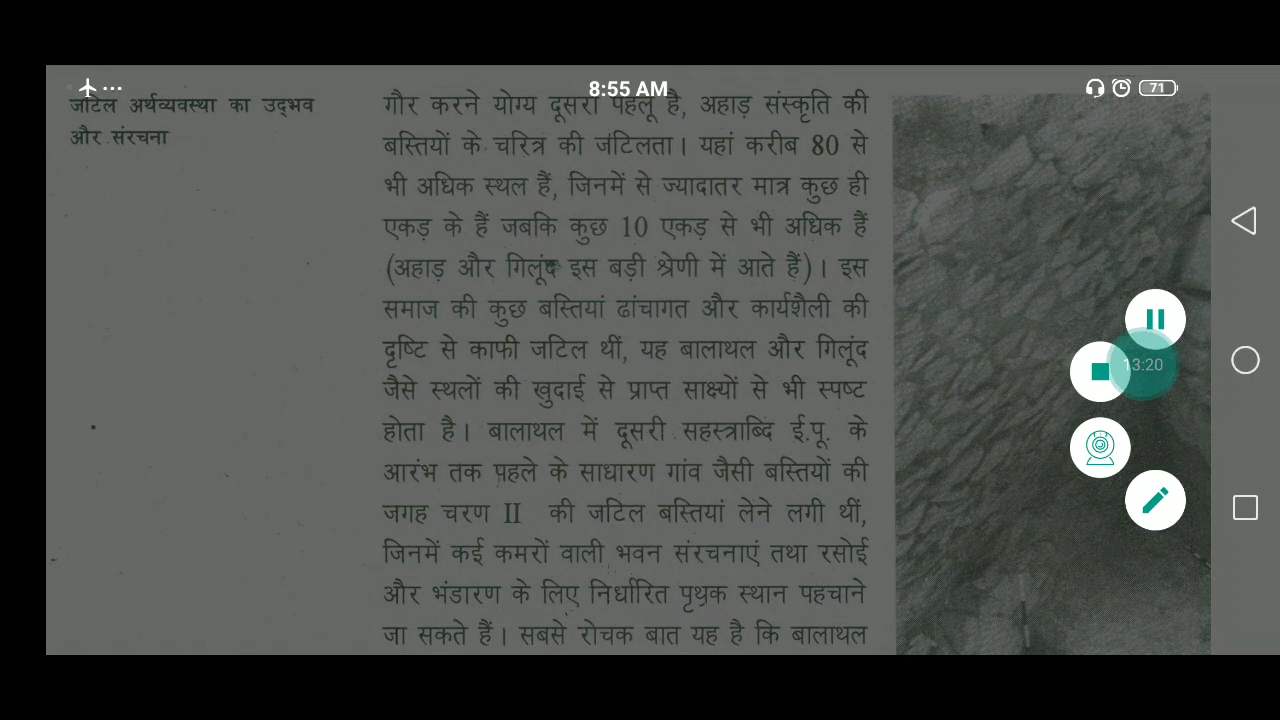 8:55 AM
71
जटिल अर्थव्यवस्था का उद्भव
और संरचना
गौर करने योग्य दूसरा पहलू है, अहाड़ संस्कृति की
बस्तियों के चरित्र की जटिलता। यहां करीब 80 से
भी अधिक स्थल हैं, जिनमें से ज्यादातर मात्र कुछ ही
एकड़ के हैं जबकि कुछ 10 एकड़ से भी अधिक हैं
(अहाड़ और गिलूंद इस बड़ी श्रेणी में आते हैं)। इस
समाज की कुछ बस्तियां ढांचागत और कार्यशैली की
दृष्टि से काफी जटिल थीं, यह बालाथल और गिलूंद
जैसे स्थलों की खुदाई से प्राप्त साक्ष्यों से भी स्पष्ट
होता है। बालाथल में दूसरी सहस्त्राब्दि ई.पू. के
आरंभ तक पहले के साधारण गांव जैसी बस्तियों की
जगह चरण II की जटिल बस्तियां लेने लगी थीं,
जिनमें कई कमरों वाली भवन संरचनाएं तथा रसोई
और भंडारण के लिए निर्धारित पृथक स्थान पहचाने
जा सकते हैं। सबसे रोचक बात यह है कि बालाथल
13:20